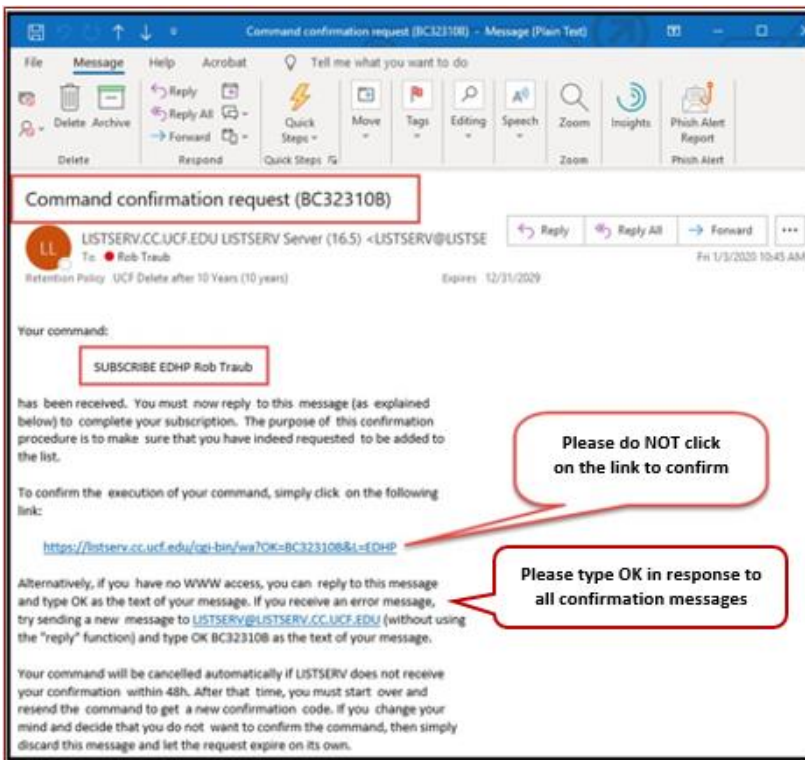 Command confirmation request (BC32310B) - Message (Plain Text)
File Message Help Acrobat Tell me what you want to do
Delete Archive
Reply
Reply All
Forward
Quick
Steps
Move
Tags
Editing
Speech
Zoom
Insights
Phish Alert
Report
Delete Respond Quick Steps Zoom Phish Alert
Command confirmation request (BC32310B)
LL
LISTSERV.CC.UCF.EDU LISTSERV Server (16.5) <LISTSERV@LISTSE
To Rob Traub
Reply Reply All Forward
Fri 1/3/2020 10:45 AM
Retention Policy UCF Delete after 10 Years (10 years) Expires 12/31/2029
Your command:
SUBSCRIBE EDHP Rob Traub
has been received. You must now reply to this message (as explained
below) to complete your subscription. The purpose of this confirmation
procedure is to make sure that you have indeed requested to be added to
the list.
To confirm the execution of your command, simply click on the following
link:
https://listserv.cc.ucf.edu/cgi-bin/wa?OK=BC32310B&L=EDHP
Please do NOT click
on the link to confirm
Alternatively, if you have no WWW access, you can reply to this message
and type OK as the text of your message. If you receive an error message,
try sending a new message to LISTSERV@LISTSERV.CC.UCF.EDU (without using
the "reply" function) and type OK BC32310B as the text of your message.
Please type OK in response to
all confirmation messages
Your command will be cancelled automatically if LISTSERV does not receive
your confirmation within 48h. After that time, you must start over and
resend the command to get a new confirmation code. If you change your
mind and decide that you do not want to confirm the command, then simply
discard this message and let the request expire on its own.